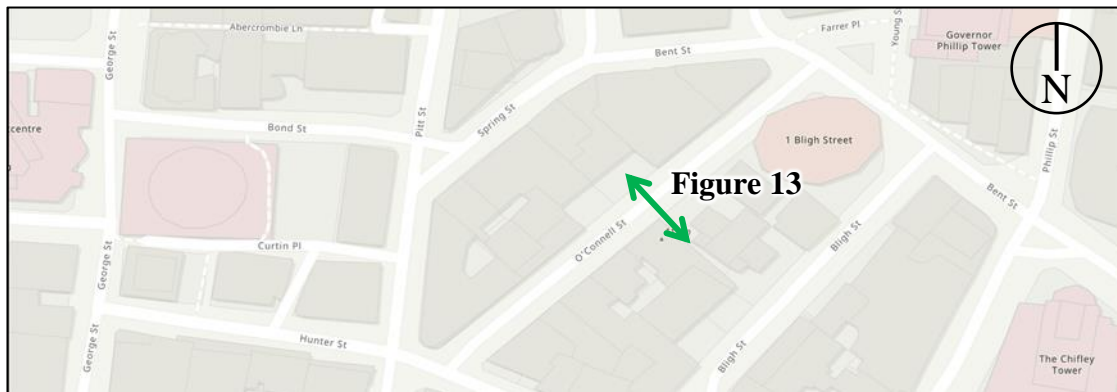 Abercrombie Ln
George St
Farrer Pl
Young S
Governor
Phillip Tower
N
Bent St
Spring St
Pitt St
Bond St
centre
1 Bligh Street
Phillip St
Figure 13
Bent St
O'Connell St
Bligh St
Curtin Pl
George St
Hunter St
George St
Bligh St
The Chifley
Tower